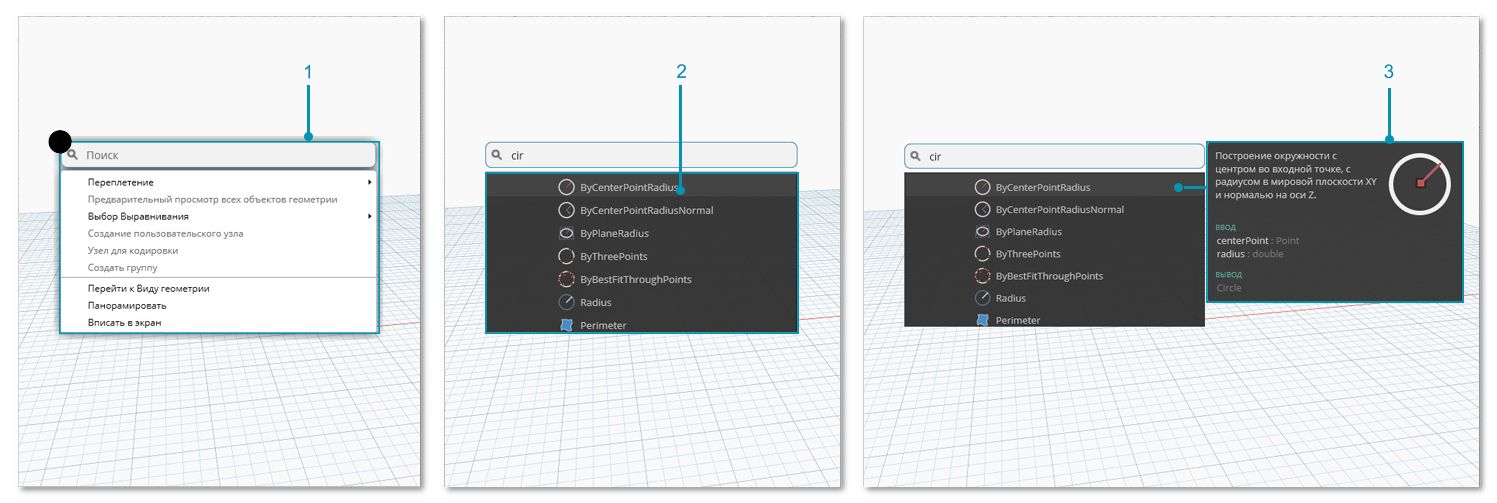 1
Поиск
Переплетение
Предварительный просмотр всех объектов геометрии
Выбор Выравнивания
Создание пользовательского узла
Узел для кодировки
Создать группу
Перейти к Виду геометрии
Панорамировать
Вписать в экран
2
cir
ByCenterPointRadius
ByCenterPointRadiusNormal
ByPlaneRadius
ByThreePoints
ByBestFitThroughPoints
Radius
Perimeter
3
cir
ByCenterPointRadius
ByCenterPointRadiusNormal
ByPlaneRadius
ByThreePoints
ByBestFitThroughPoints
Radius
Perimeter
Построение окружности с
центром во входной точке, с
радиусом в мировой плоскости XY
и нормалью на оси Z.
ВВОД
centerPoint : Point
radius : double
ВЫВОД
Circle